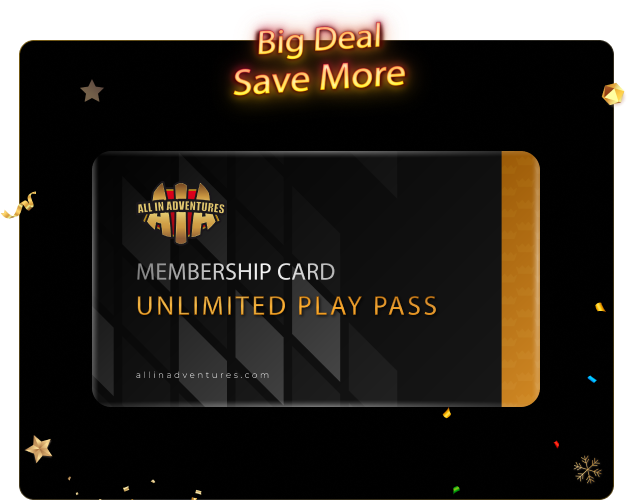 Big Deal
Save More
ALL IN ADVENTURES
MEMBERSHIP CARD
UNLIMITED PLAY PASS
allinadventures.com